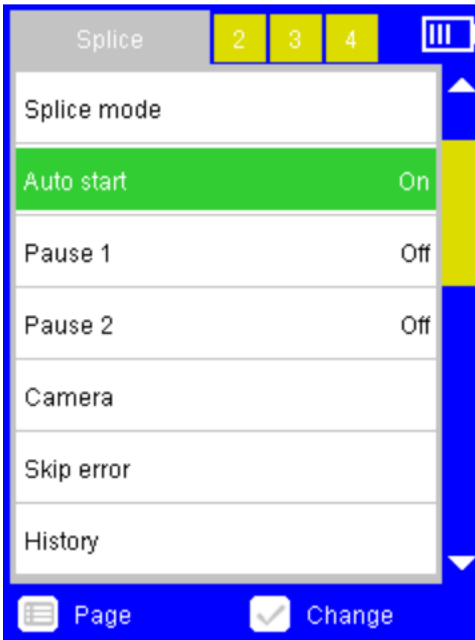 Splice 2 3 4
Splice mode
Auto start On
Pause 1 Off
Pause 2 Off
Camera
Skip error
History
Page Change